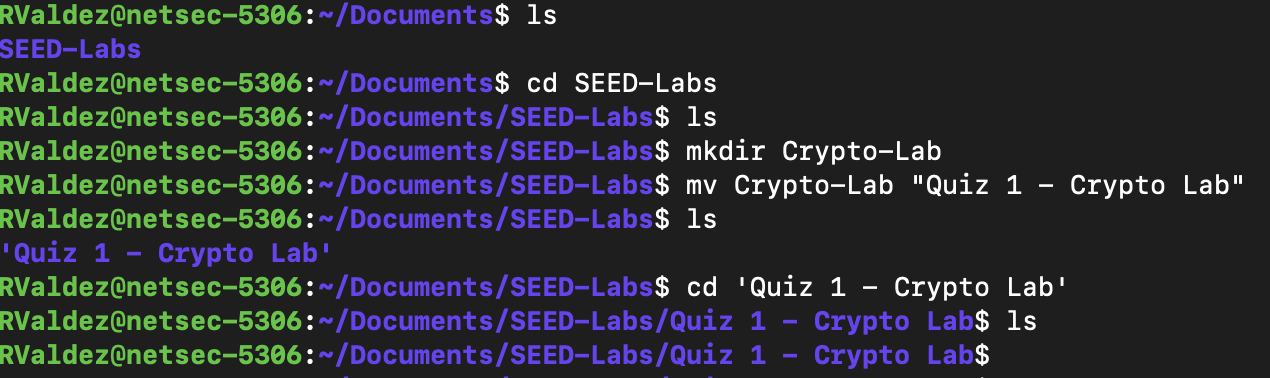 RValdez@netsec-5306:~/Documents$ ls
SEED-Labs
RValdez@netsec-5306:~/Documents$ cd SEED-Labs
RValdez@netsec-5306:~/Documents/SEED-Labs$ ls
RValdez@netsec-5306:~/Documents/SEED-Labs$ mkdir Crypto-Lab
RValdez@netsec-5306:~/Documents/SEED-Labs$ mv Crypto-Lab "Quiz 1 - Crypto Lab"
RValdez@netsec-5306:~/Documents/SEED-Labs$ ls
'Quiz 1 - Crypto Lab'
RValdez@netsec-5306:~/Documents/SEED-Labs$ cd 'Quiz 1 - Crypto Lab'
RValdez@netsec-5306:~/Documents/SEED-Labs/Quiz 1 - Crypto Lab$ ls
RValdez@netsec-5306:~/Documents/SEED-Labs/Quiz 1 - Crypto Lab$